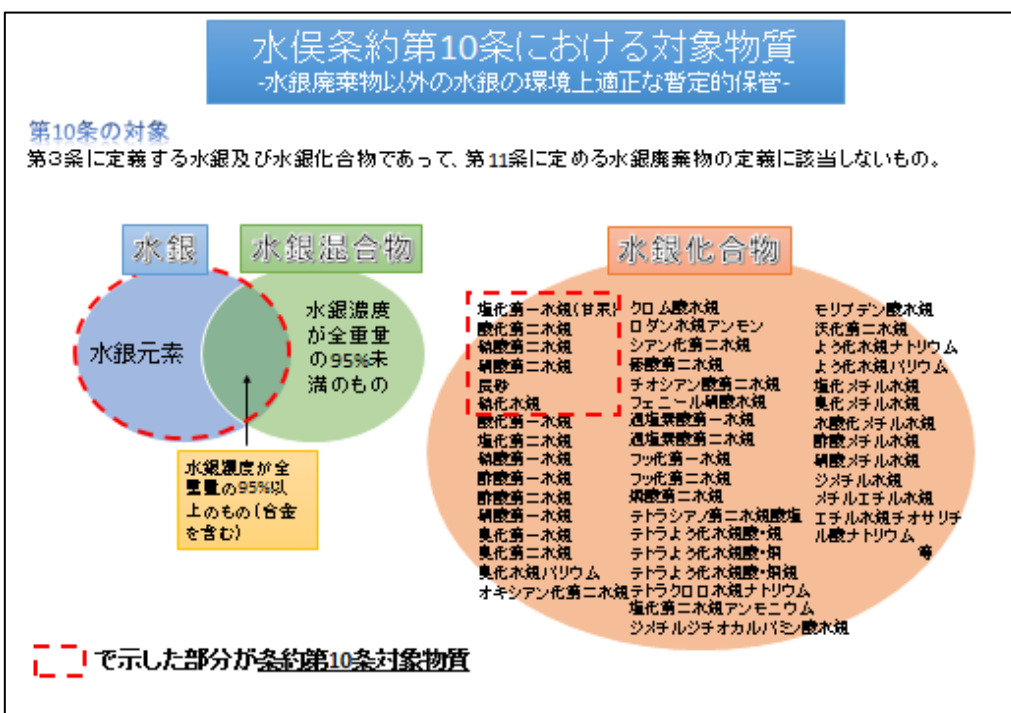 水俣条約第10条における対象物質
-水銀廃棄物以外の水銀の環境上適正な暫定的保管-
第10条の対象
第3条に定義する水銀及び水銀化合物であって、第11条に定める水銀廃棄物の定義に該当しないもの。
水銀
水銀混合物
水銀元素
水銀濃度
が全重量
の95%未
満のもの
水銀濃度が全
重量の95%以
上のもの(合金
を含む)
水銀化合物
塩化第一水銀(甘汞)
酸化第二水銀
硫酸第二水銀
硝酸第二水銀
辰砂
硫化水銀
酸化第一水銀
塩化第二水銀
硫酸第一水銀
酢酸第一水銀
酢酸第二水銀
硝酸第一水銀
臭化第一水銀
臭化第二水銀
臭化水銀バリウム
オキシアン化第二水銀
クロム酸水銀
ロダン水銀アンモン
シアン化第二水銀
チオシアン酸第二水銀
フェニール硝酸水銀
過塩素酸第一水銀
過塩素酸第二水銀
フッ化第一水銀
フッ化第二水銀
燐酸第二水銀
テトラシアノ第二水銀酸塩
テトラよう化水銀酸・銀
テトラよう化水銀酸・銅
テトラよう化水銀酸・銅銀
テトラクロロ水銀ナトリウム
塩化第二水銀アンモニウム
ジメチルジチオカルバミン酸水銀
モリブデン酸水銀
沃化第二水銀
よう化水銀ナトリウム
よう化水銀バリウム
塩化メチル水銀
臭化メチル水銀
水酸化メチル水銀
酢酸メチル水銀
硝酸メチル水銀
ジメチル水銀
メチルエチル水銀
エチル水銀チオサリチ
ル酸ナトリウム
等
で示した部分が条約第10条対象物質